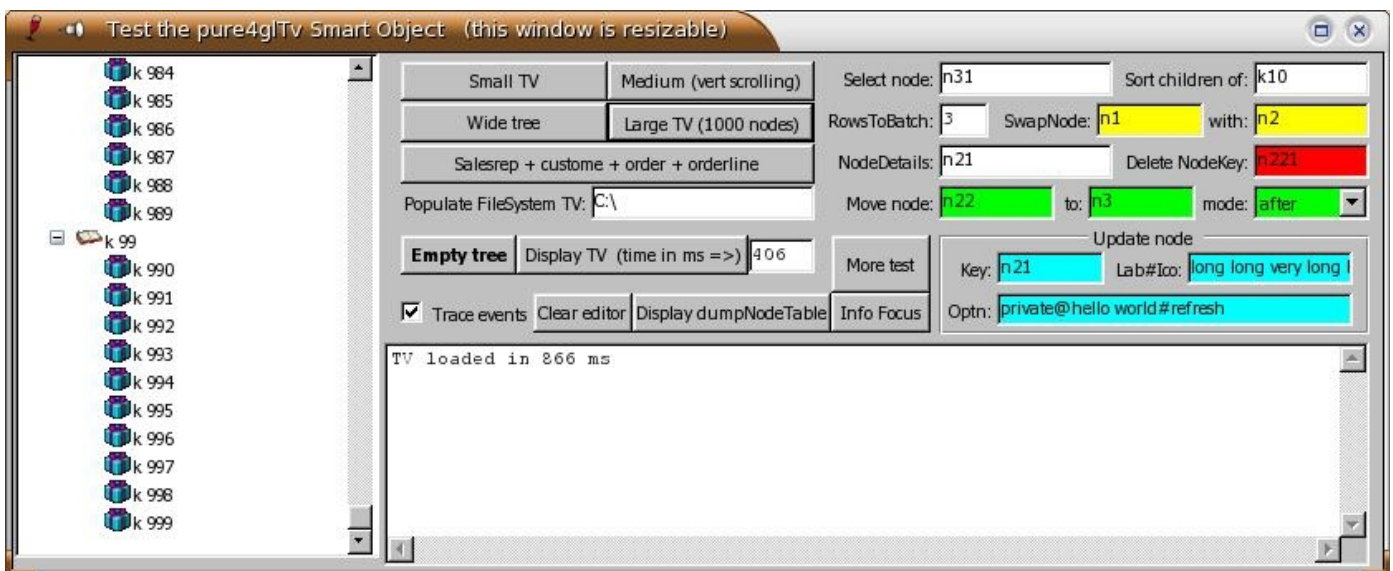 Test the pure4glTv Smart Object (this window is resizable)
k 984
k 985
k 986
k 987
k 988
k 989
k 99
k 990
k 991
k 992
k 993
k 994
k 995
k 996
k 997
k 998
k 999
Small TV Medium (vert scrolling)
Wide tree Large TV (1000 nodes)
Salesrep + custome + order + orderline
Populate FileSystem TV: C:\
Empty tree Display TV (time in ms =>) 406
More test
Trace events Clear editor Display dumpNodeTable Info Focus
Select node: n31 Sort children of: k10
RowsToBatch: 3 SwapNode: n1 with: n2
NodeDetails: n21 Delete NodeKey: n221
Move node: n22 to: n3 mode: after
Update node
Key: n21 Lab#Ico: long long very long l
Optn: private@hello world#refresh
TV loaded in 866 ms